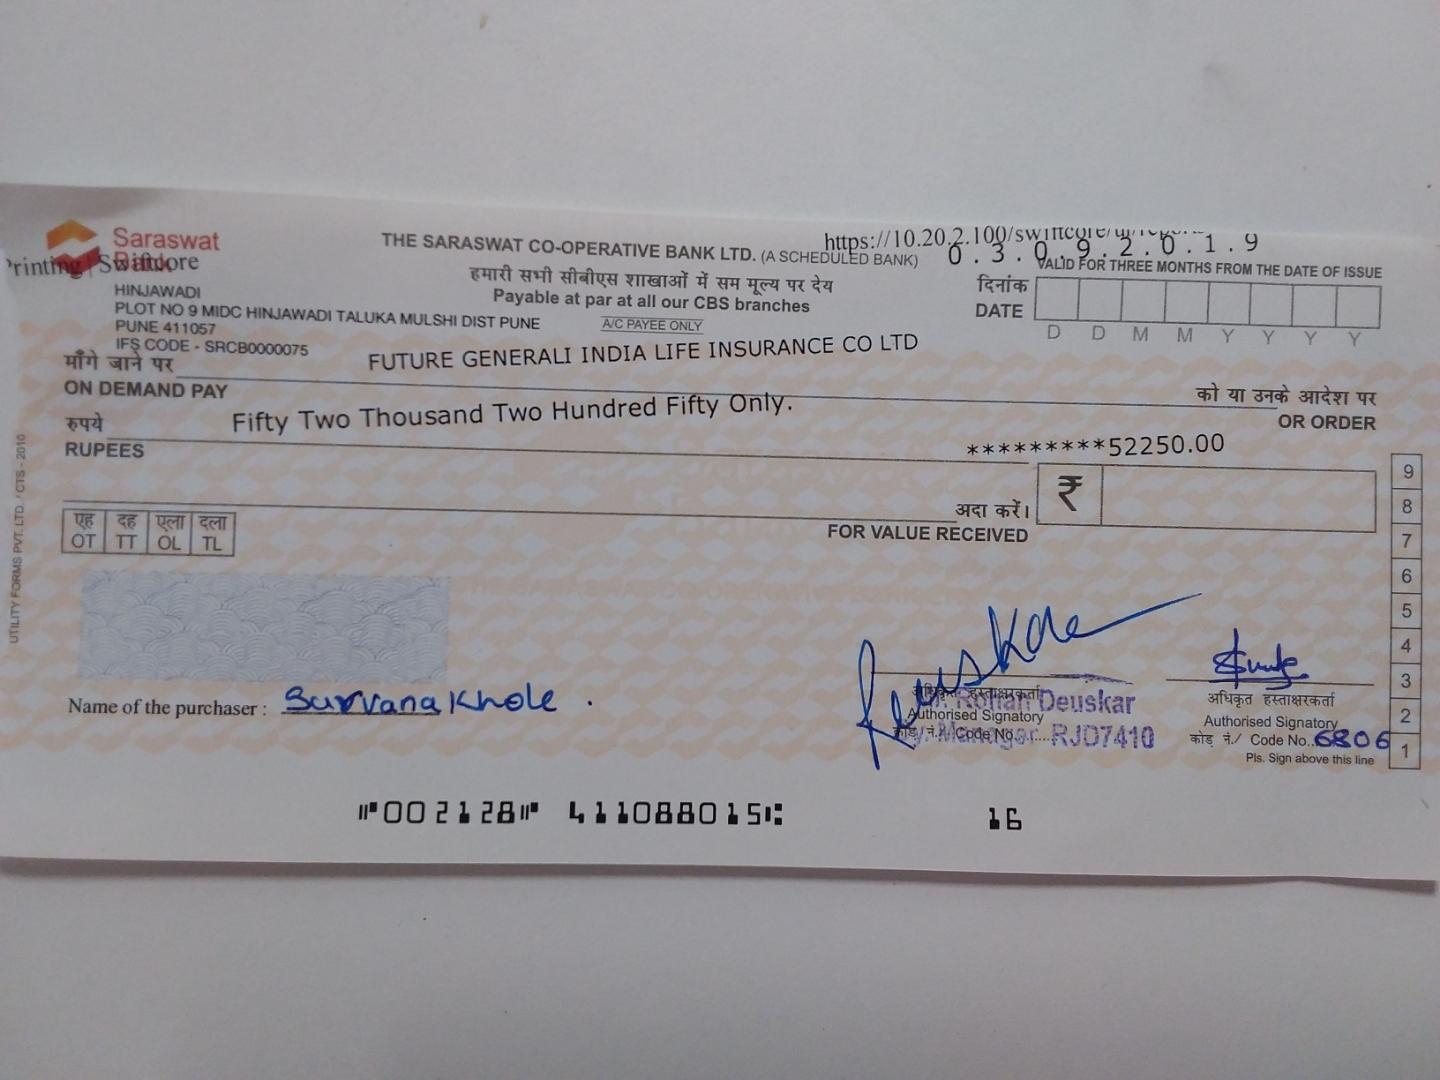 Saraswat
Bank
Printing | Swiftcore
THE SARASWAT CO-OPERATIVE BANK LTD. (A SCHEDULED BANK)
https://10.20.2.100/swiftcore/ui/
0.3.0.9.2.0.1.9
हमारी सभी सीबीएस शाखाओं में सम मूल्य पर देय
Payable at par at all our CBS branches
A/C PAYEE ONLY
VALID FOR THREE MONTHS FROM THE DATE OF ISSUE
दिनांक
DATE
D D M M Y Y Y Y
HINJAWADI
PLOT NO 9 MIDC HINJAWADI TALUKA MULSHI DIST PUNE
PUNE 411057
IFS CODE - SRCB0000075
माँगे जाने पर FUTURE GENERALI INDIA LIFE INSURANCE CO LTD
ON DEMAND PAY
को या उनके आदेश पर
OR ORDER
रुपये Fifty Two Thousand Two Hundred Fifty Only.
RUPEES
*********52250.00
अदा करें। ₹
FOR VALUE RECEIVED
एह दह एला दला
OT TT OL TL
UTILITY FORMS PVT. LTD. / CTS - 2010
THE SARASWAT CO-OPERATIVE BANK LTD
9
8
7
6
5
4
3
2
1
Name of the purchaser : Survana Khole .
अधिकृत हस्ताक्षरकर्ता
Rohan Deuskar
Authorised Signatory
कोड नं./ Code No.....
Manager RJD7410
अधिकृत हस्ताक्षरकर्ता
Authorised Signatory
कोड नं./ Code No..6806
Pls. Sign above this line
⑈002128⑈ 411088015⑆ 16